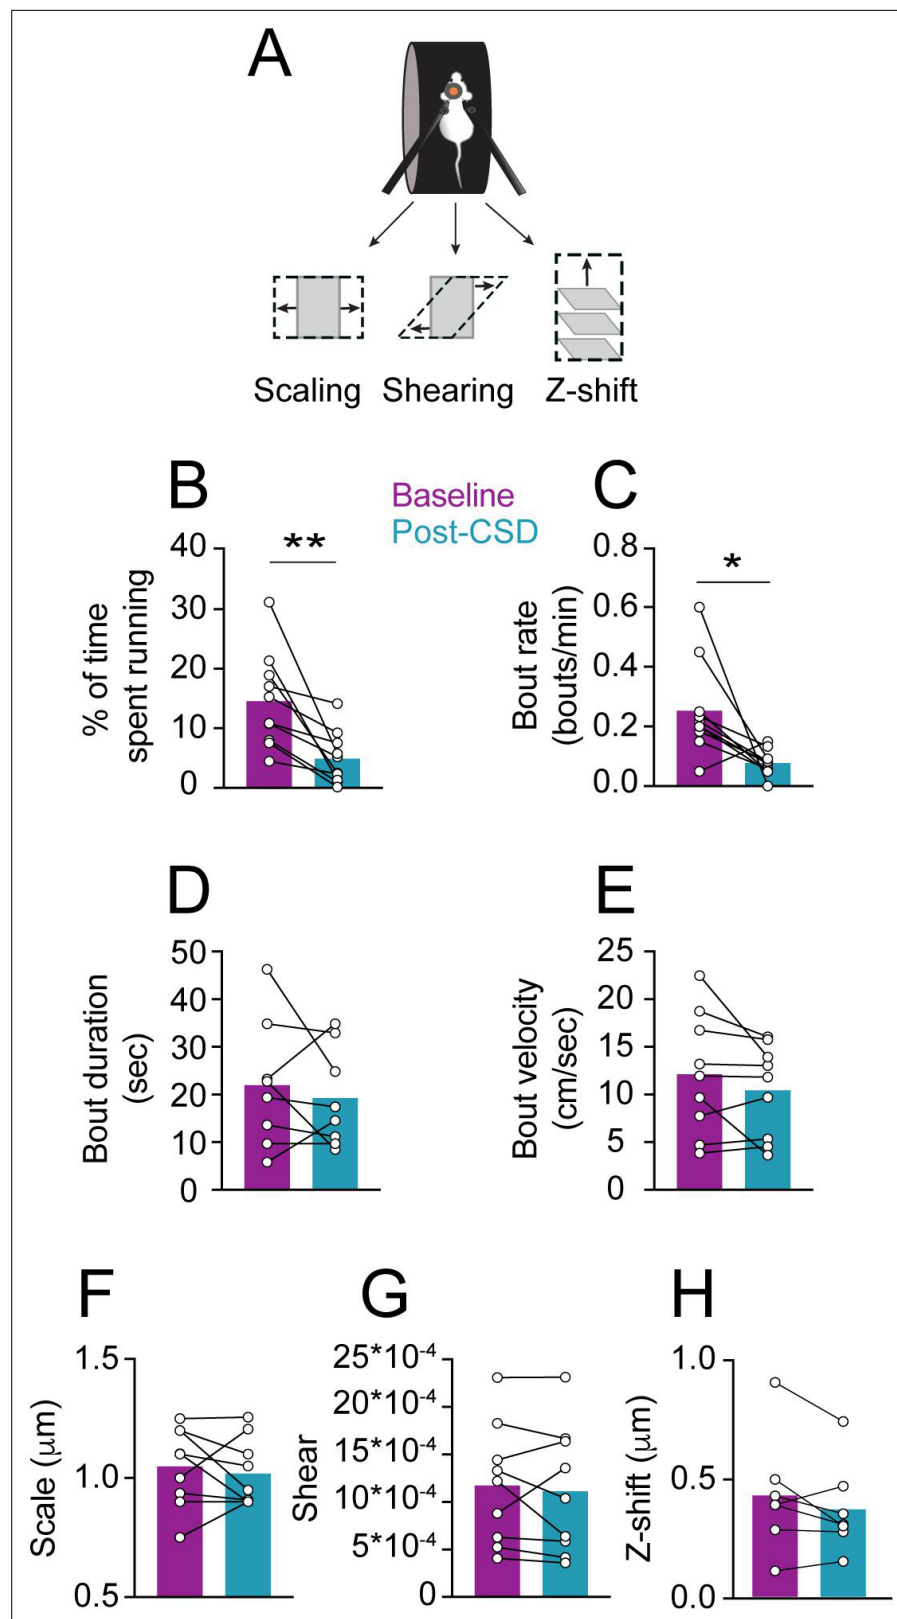 A
Scaling
Shearing
Z-shift
B
Baseline
Post-CSD
C
% of time
spent running
40
30
20
10
0
**
Bout rate
(bouts/min)
0.8
0.6
0.4
0.2
0.0
*
D
Bout duration
(sec)
50
40
30
20
10
0
E
Bout velocity
(cm/sec)
25
20
15
10
5
0
F
Scale (μm)
1.5
1.0
0.5
G
Shear
25*10⁻⁴
20*10⁻⁴
15*10⁻⁴
10*10⁻⁴
5*10⁻⁴
0
H
Z-shift (μm)
1.0
0.5
0.0